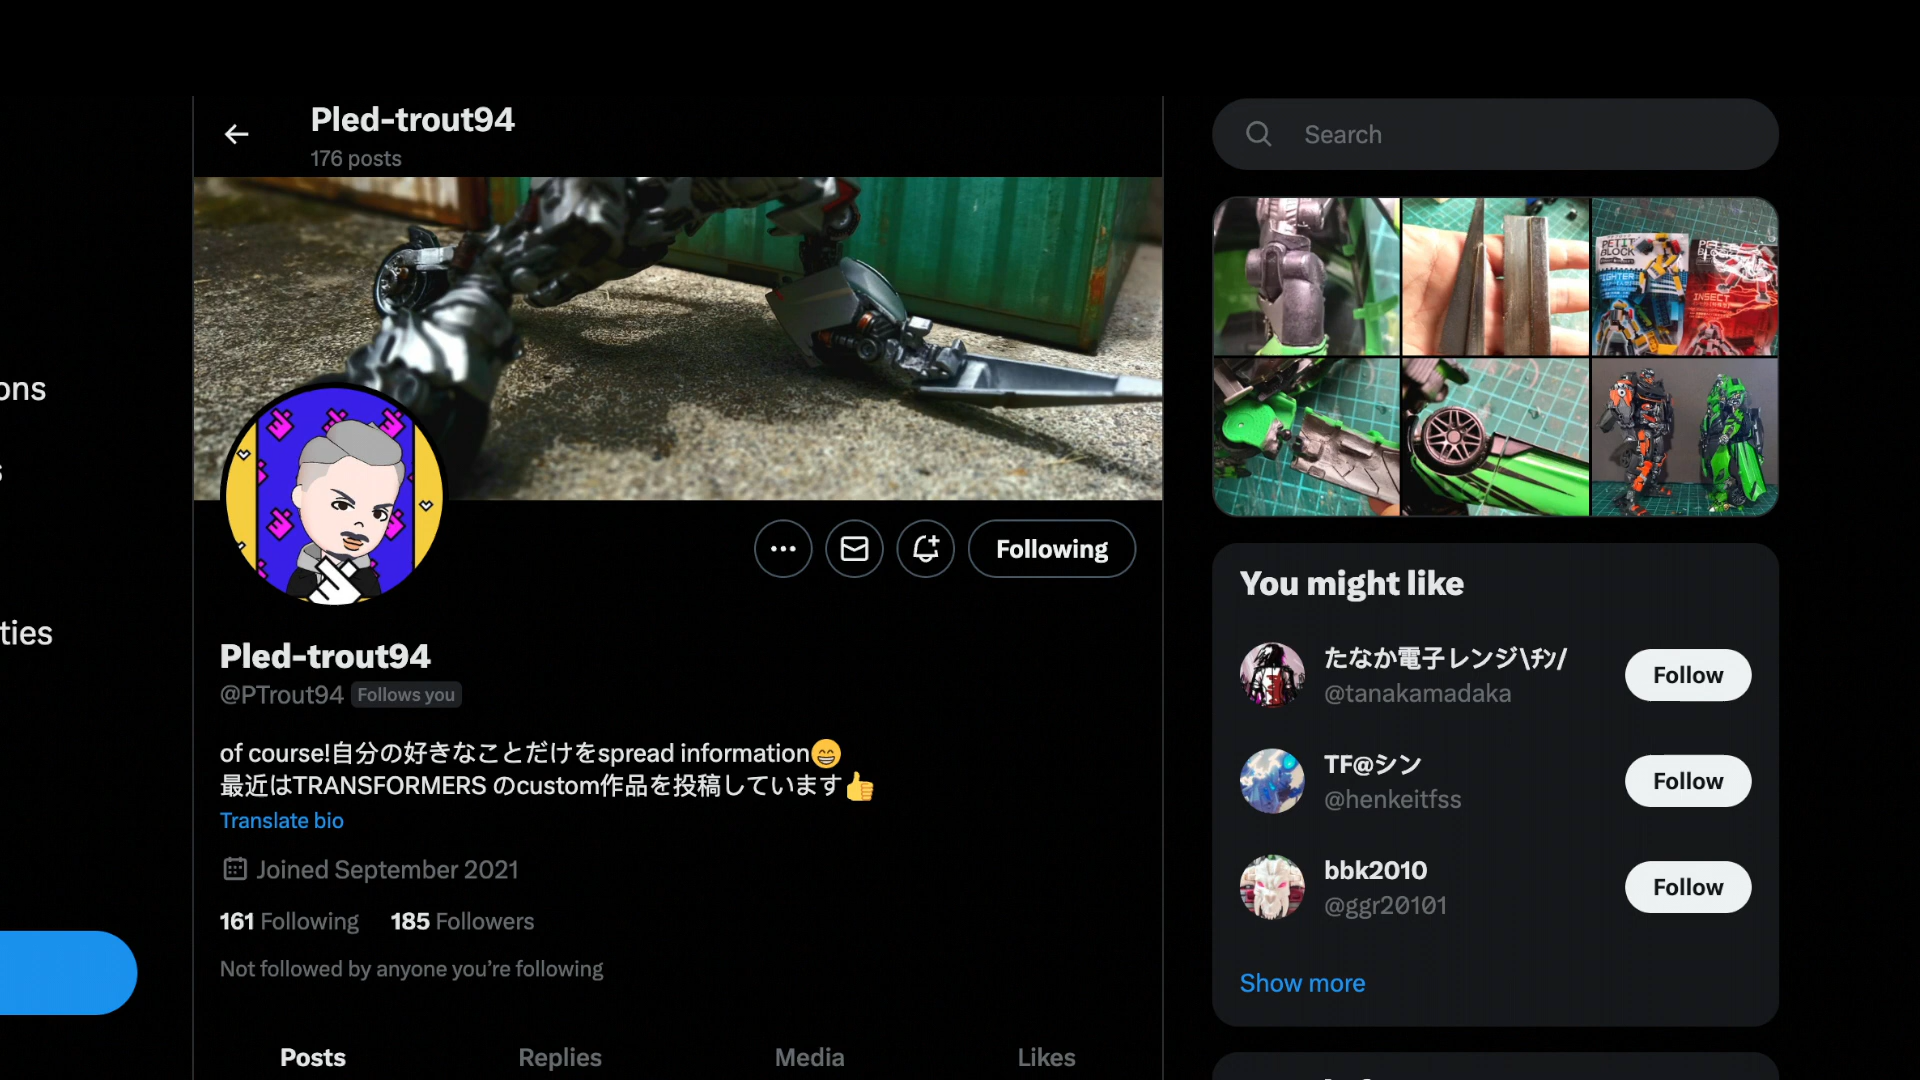 Pled-trout94
176 posts
Search
PETIT
BLOCK
FIGHTER
INSECT
ons
ties
Following
Pled-trout94
@PTrout94 Follows you
of course!自分の好きなことだけをspread information😁
最近はTRANSFORMERS のcustom作品を投稿しています👍
Translate bio
Joined September 2021
161 Following 185 Followers
Not followed by anyone you’re following
Posts Replies Media Likes
You might like
たなか電子レンジ\ﾁﾝ/
@tanakamadaka
Follow
TF@シン
@henkeitfss
Follow
bbk2010
@ggr20101
Follow
Show more